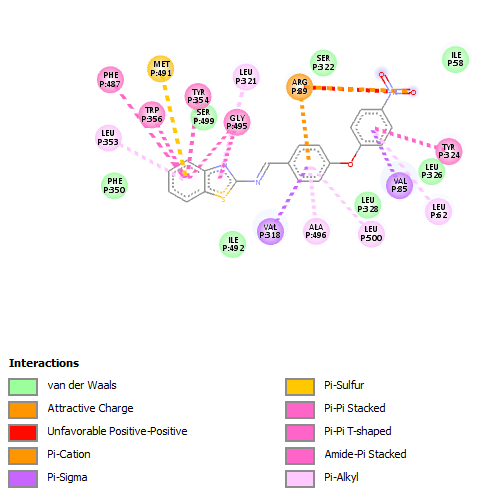 ILE
P:58
SER
P:322
MET
P:491
LEU
P:321
PHE
P:487
ARG
P:89
TYR
P:354
TRP
P:356
SER
P:499
GLY
P:495
LEU
P:353
TYR
P:324
LEU
P:326
PHE
P:350
VAL
P:85
LEU
P:328
LEU
P:62
VAL
P:318
ALA
P:496
LEU
P:500
ILE
P:492
N
S
N
O
N
O
Interactions
van der Waals
Attractive Charge
Unfavorable Positive-Positive
Pi-Cation
Pi-Sigma
Pi-Sulfur
Pi-Pi Stacked
Pi-Pi T-shaped
Amide-Pi Stacked
Pi-Alkyl